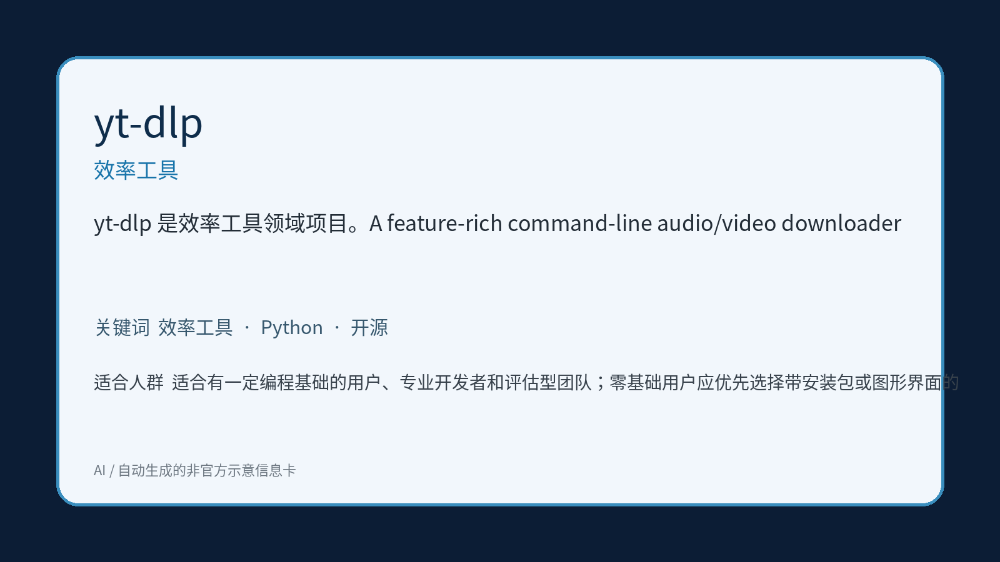 yt-dlp
效率工具
yt-dlp 是效率工具领域项目。A feature-rich command-line audio/video downloader
关键词 效率工具 · Python · 开源
适合人群 适合有一定编程基础的用户、专业开发者和评估型团队；零基础用户应优先选择带安装包或图形界面的
AI / 自动生成的非官方示意信息卡